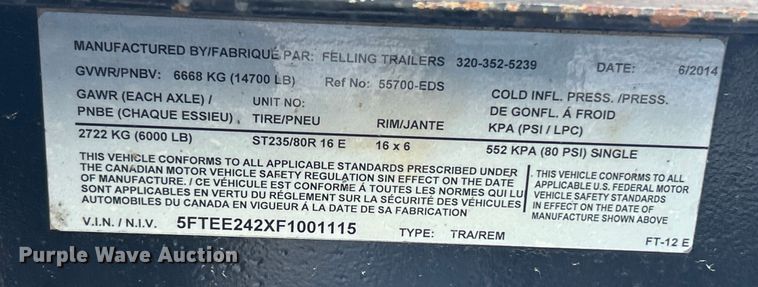 MANUFACTURED BY/FABRIQUÉ PAR: FELLING TRAILERS 320-352-5239 DATE: 6/2014
GVWR/PNBV: 6668 KG (14700 LB) Ref No: 55700-EDS
GAWR (EACH AXLE) / UNIT NO: COLD INFL. PRESS. /PRESS.
PNBE (CHAQUE ESSIEU) TIRE/PNEU RIM/JANTE DE GONFL. Á FROID
KPA (PSI / LPC)
2722 KG (6000 LB) ST235/80R 16 E 16 x 6 552 KPA (80 PSI) SINGLE
THIS VEHICLE CONFORMS TO ALL APPLICABLE STANDARDS PRESCRIBED UNDER
THE CANADIAN MOTOR VEHICLE SAFETY REGULATION SIN EFFECT ON THE DATE
OF MANUFACTURE. / CE VÉHICULE EST CONFORME Á TOUTES LES NORMES QUI LU
SONT APPLICABLES EN VERTU DU RÉGLEMENT SUR LA SÉCURITÉ DES VÉHICULES
AUTOMOBILES DU CANADA EN VIGUEUR Á LA DATE DE SA FABRICATION
. THIS VEHICLE CONFORMS TO ALL
APPLICABLE U.S. FEDERAL MOTOR
VEHICLE SAFETY STANDARDS
IN EFFECT ON THE DATE OF
MANUFACTURE SHOWN ABOVE
V.I.N. / N.I.V. 5FTEE242XF1001115 TYPE: TRA/REM FT-12 E
Purple Wave Auction